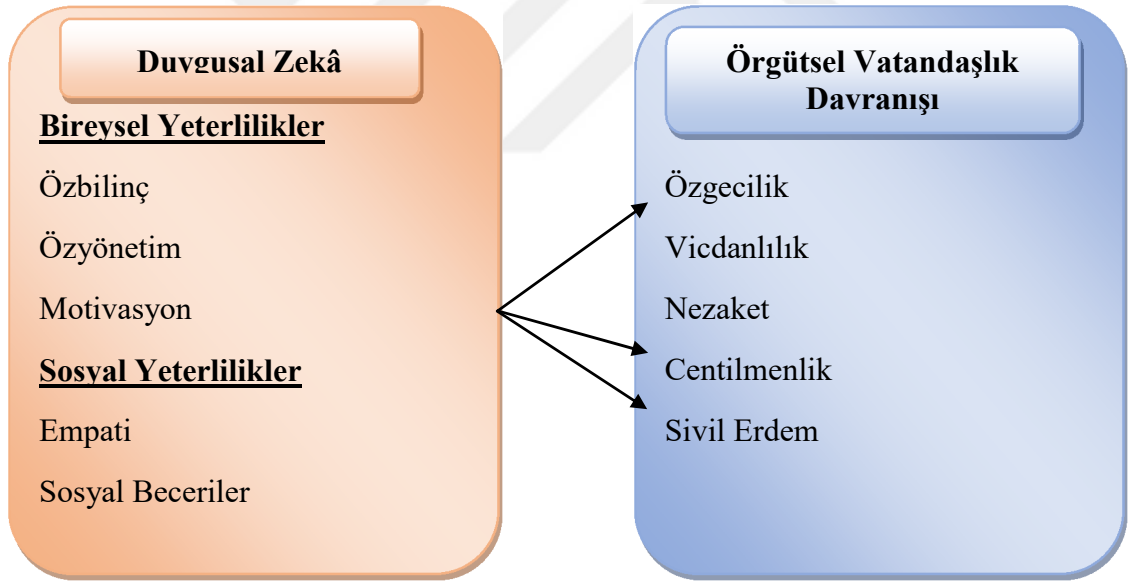 Duygusal Zekâ
Bireysel Yeterlilikler
Özbilinç
Özyönetim
Motivasyon
Sosyal Yeterlilikler
Empati
Sosyal Beceriler
Örgütsel Vatandaşlık
Davranışı
Özgecilik
Vicdanlılık
Nezaket
Centilmenlik
Sivil Erdem